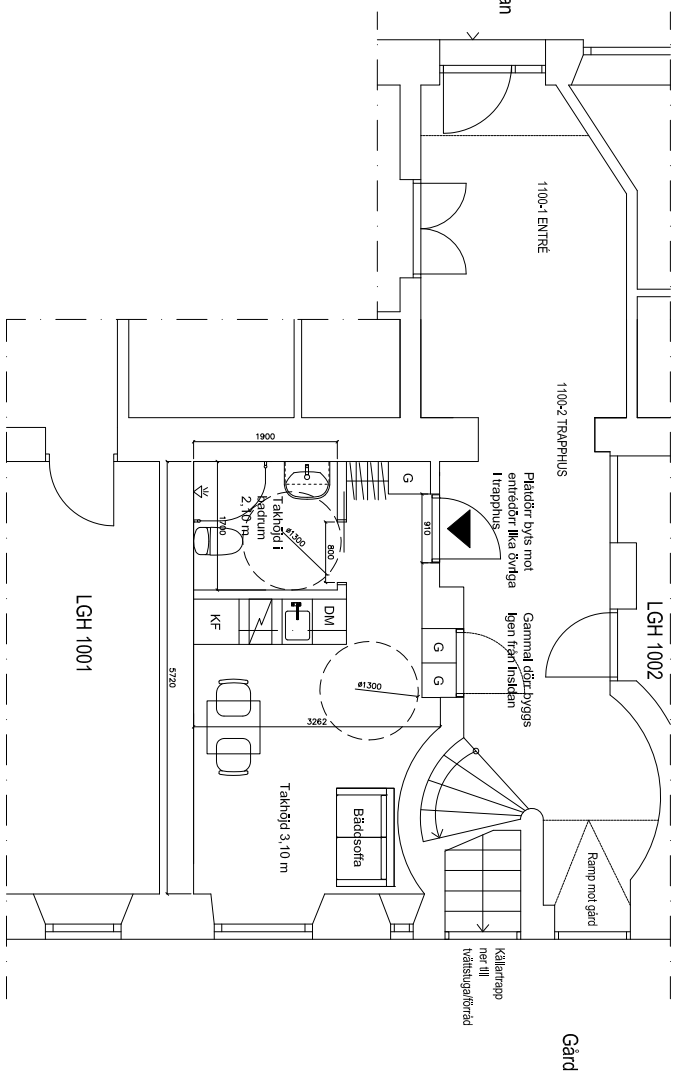 an
1100-1 ENTRÉ
1100-2 TRAPPHUS
Plåtdörr byts mot
entrédörr lika övriga
i trapphus
Gammal dörr byggs
igen från insidan
LGH 1002
Ramp mot gård
Källartrapp
ner till
tvättstuga/förråd
Gård
G
910
G
G
1900
Takhöjd i
badrum
2,10 m
1700
ø1300
800
DM
KF
ø1300
3262
5720
Bäddsoffa
Takhöjd 3,10 m
LGH 1001